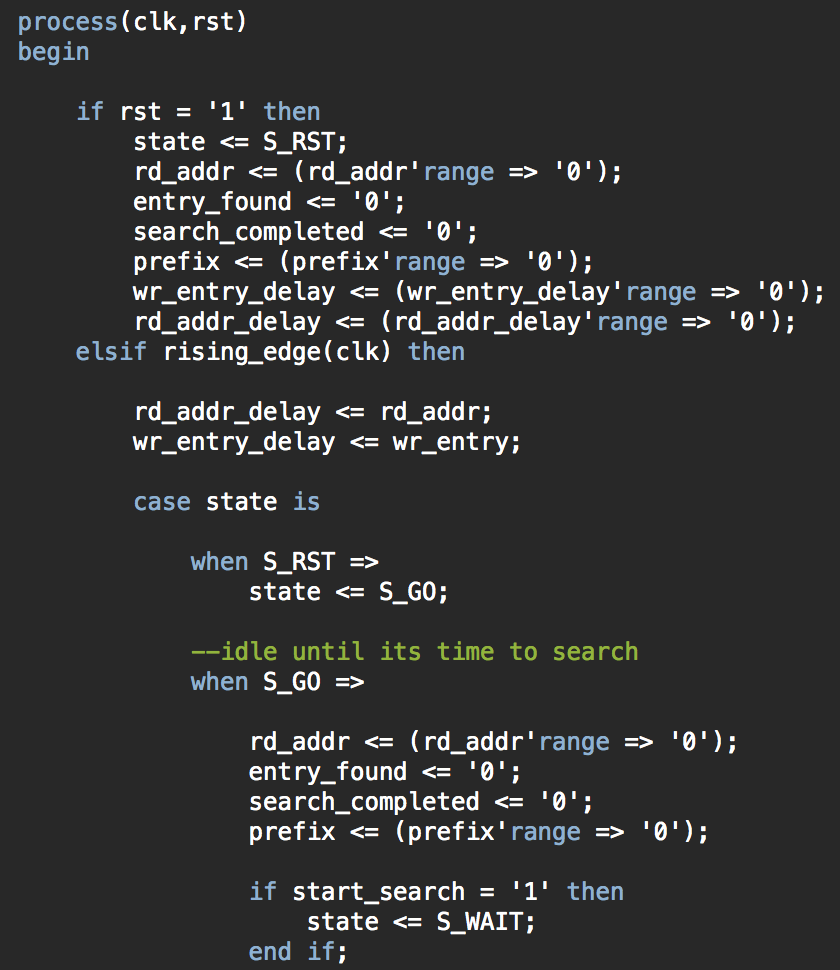 process(clk,rst)
begin
if rst = '1' then
state <= S_RST;
rd_addr <= (rd_addr'range => '0');
entry_found <= '0';
search_completed <= '0';
prefix <= (prefix'range => '0');
wr_entry_delay <= (wr_entry_delay'range => '0');
rd_addr_delay <= (rd_addr_delay'range => '0');
elsif rising_edge(clk) then
rd_addr_delay <= rd_addr;
wr_entry_delay <= wr_entry;
case state is
when S_RST =>
state <= S_GO;
--idle until its time to search
when S_GO =>
rd_addr <= (rd_addr'range => '0');
entry_found <= '0';
search_completed <= '0';
prefix <= (prefix'range => '0');
if start_search = '1' then
state <= S_WAIT;
end if;